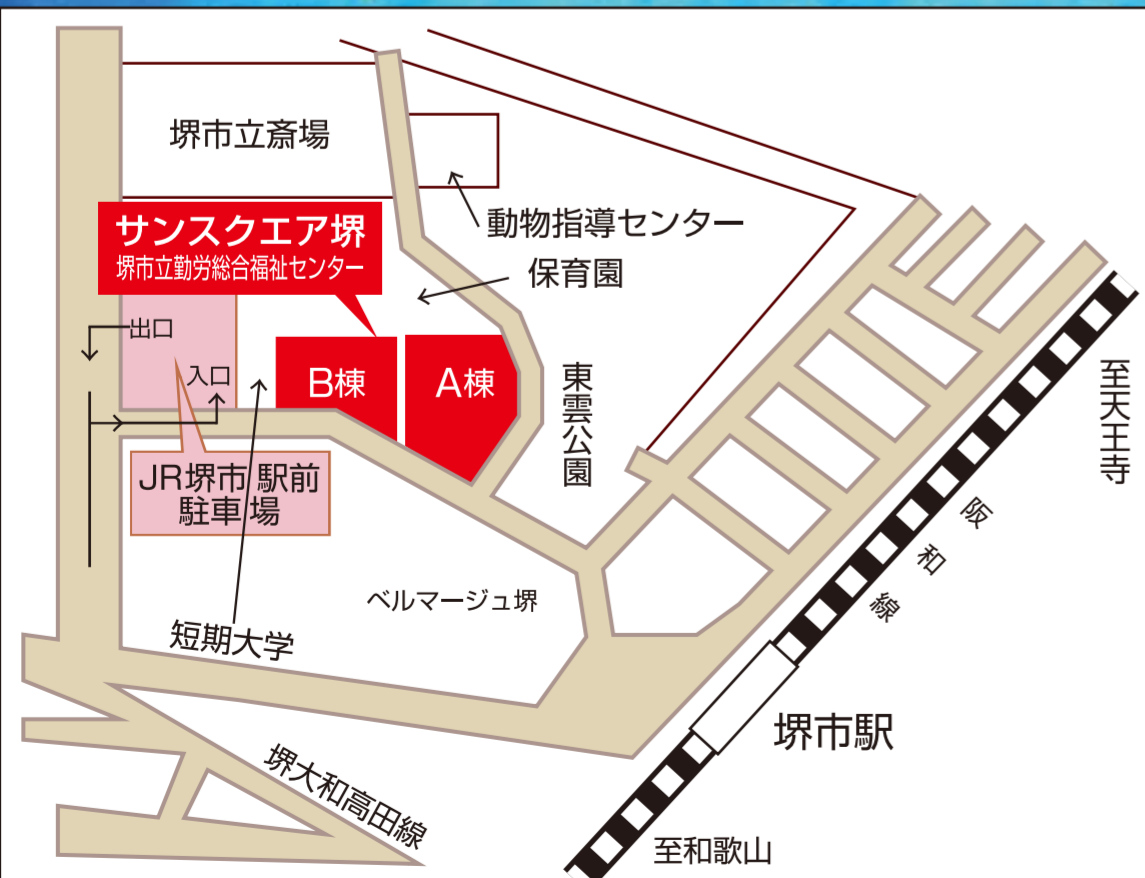 堺市立斎場
サンスクエア堺
堺市立勤労総合福祉センター
動物指導センター
保育園
出口
入口
B棟
A棟
東雲公園
至天王寺
JR堺市 駅前
駐車場
阪和線
ベルマージュ堺
短期大学
堺市駅
堺大和高田線
至和歌山